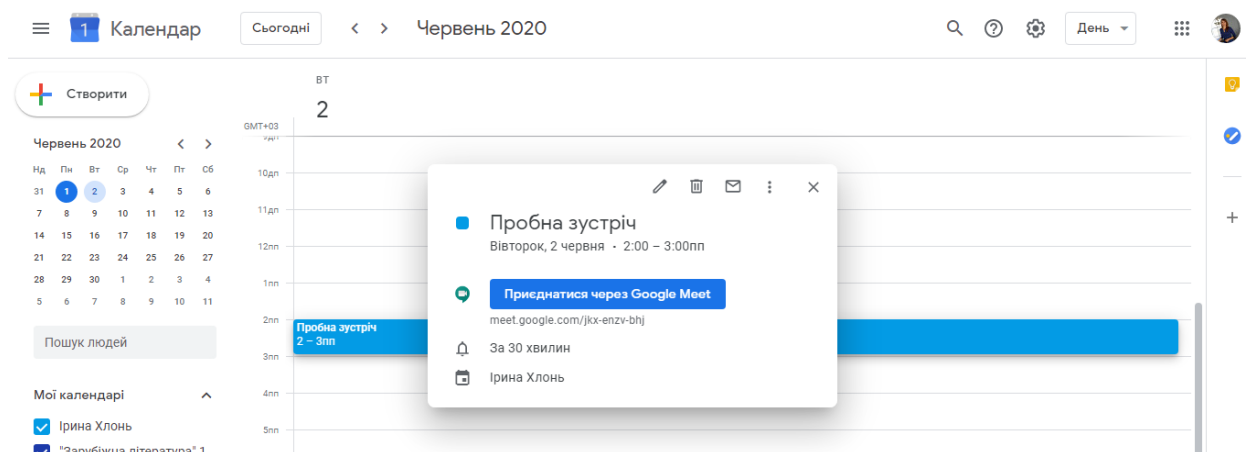 1 Календар Сьогодні Червень 2020 День
Створити
ВТ
2
GMT+03
Червень 2020
Нд Пн Вт Ср Чт Пт Сб
31 1 2 3 4 5 6
7 8 9 10 11 12 13
14 15 16 17 18 19 20
21 22 23 24 25 26 27
28 29 30 1 2 3 4
5 6 7 8 9 10 11
Пошук людей
Мої календарі
Ірина Хлонь
"Зарубіжна література" 1
10дп
11дп
12пп
1пп
2пп
3пп
4пп
5пп
Пробна зустріч
2 – 3пп
Пробна зустріч
Вівторок, 2 червня · 2:00 – 3:00пп
Приєднатися через Google Meet
meet.google.com/jkx-enzv-bhj
За 30 хвилин
Ірина Хлонь